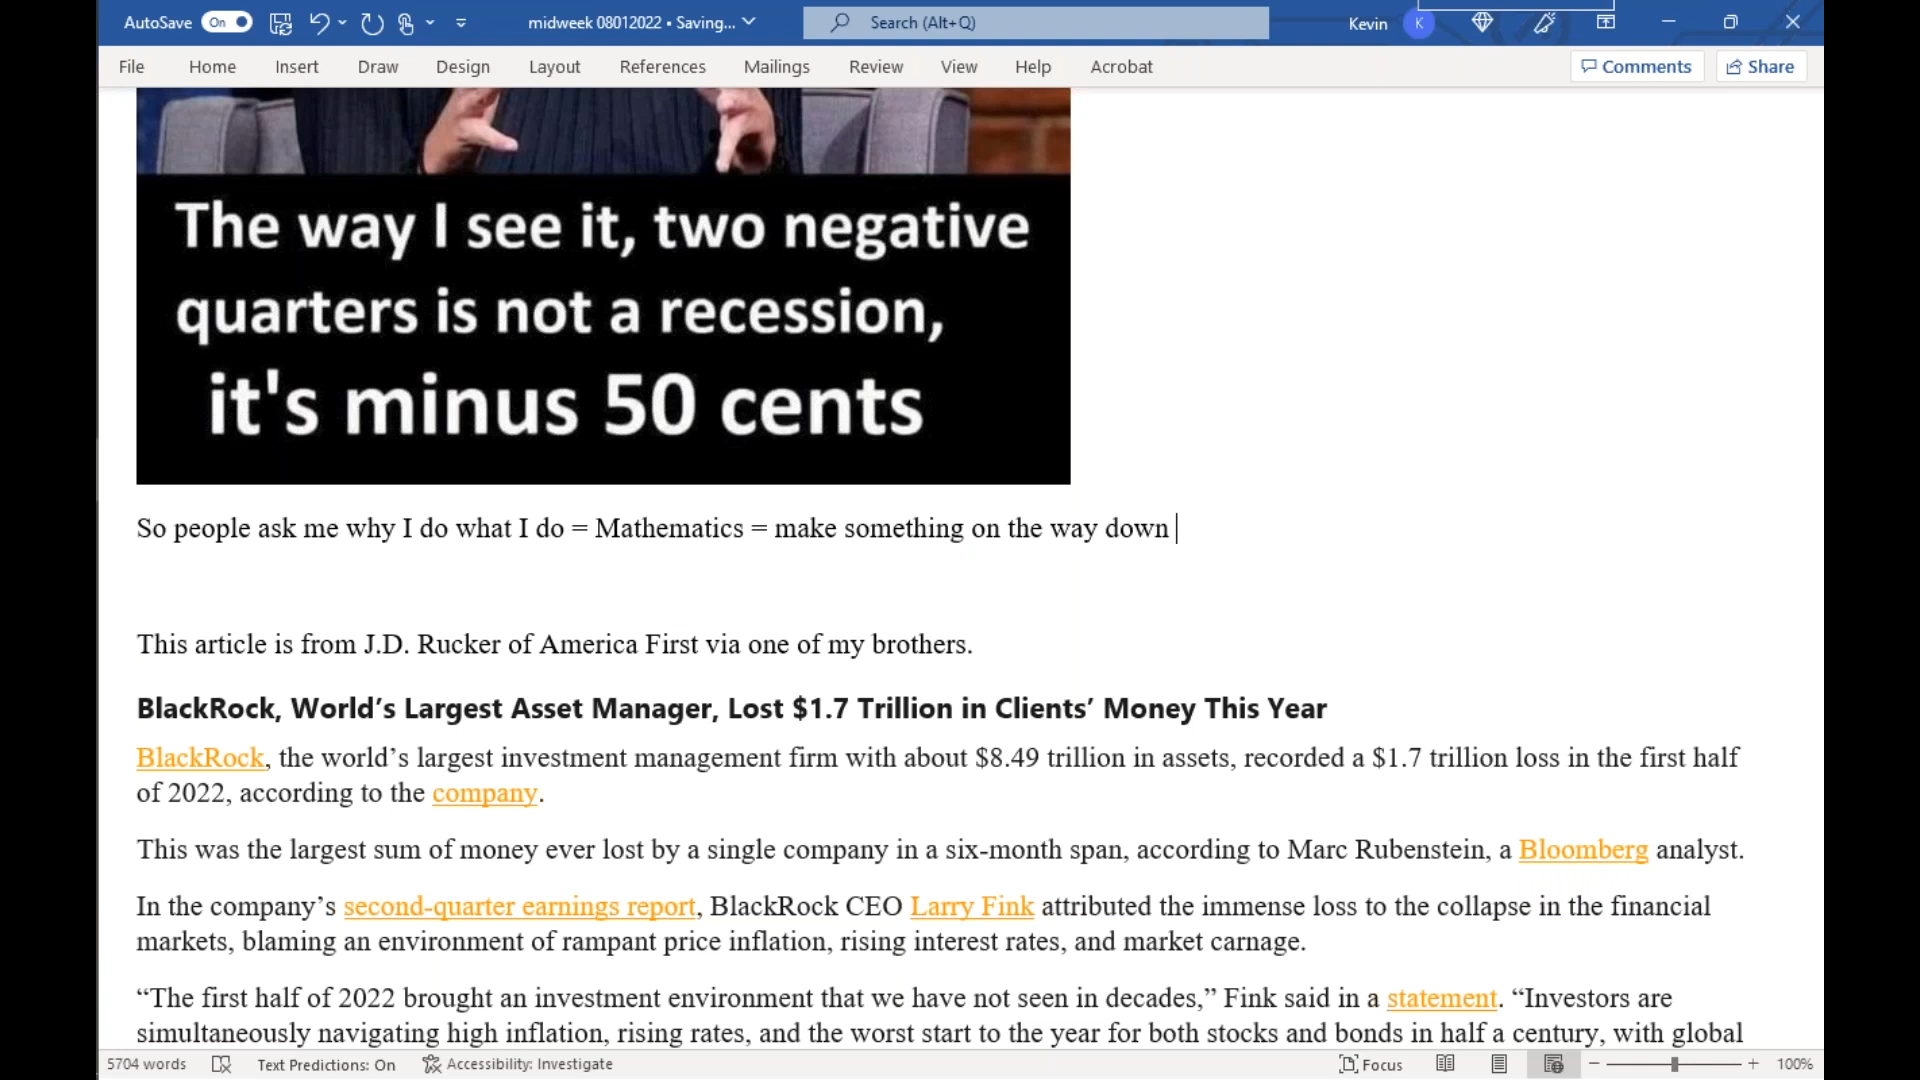 AutoSave On midweek 08012022 • Saving... Search (Alt+Q) Kevin K
File Home Insert Draw Design Layout References Mailings Review View Help Acrobat Comments Share
The way I see it, two negative
quarters is not a recession,
it's minus 50 cents
So people ask me why I do what I do = Mathematics = make something on the way down
This article is from J.D. Rucker of America First via one of my brothers.
BlackRock, World’s Largest Asset Manager, Lost $1.7 Trillion in Clients’ Money This Year
BlackRock, the world’s largest investment management firm with about $8.49 trillion in assets, recorded a $1.7 trillion loss in the first half
of 2022, according to the company.
This was the largest sum of money ever lost by a single company in a six-month span, according to Marc Rubenstein, a Bloomberg analyst.
In the company’s second-quarter earnings report, BlackRock CEO Larry Fink attributed the immense loss to the collapse in the financial
markets, blaming an environment of rampant price inflation, rising interest rates, and market carnage.
“The first half of 2022 brought an investment environment that we have not seen in decades,” Fink said in a statement. “Investors are
simultaneously navigating high inflation, rising rates, and the worst start to the year for both stocks and bonds in half a century, with global
5704 words Text Predictions: On Accessibility: Investigate Focus 100%